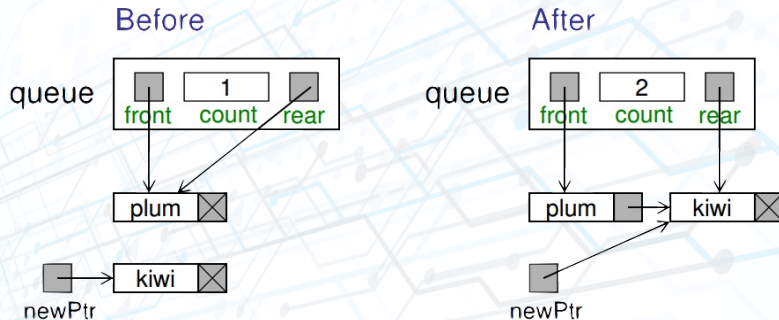 Before
After
queue
1
front
count
rear
plum
kiwi
newPtr
queue
2
front
count
rear
plum
kiwi
newPtr